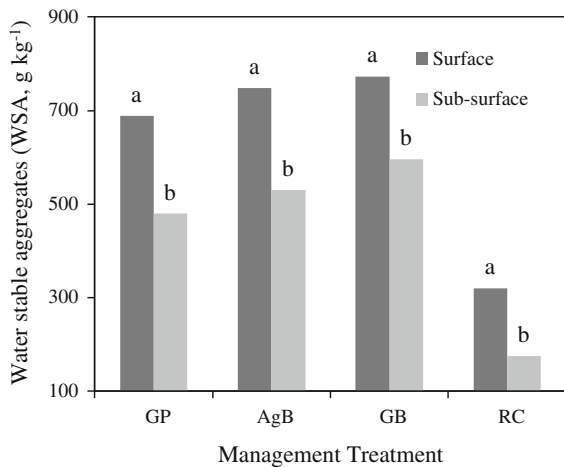 Water stable aggregates (WSA, g kg⁻¹)
900
700
500
300
100
Surface
Sub-surface
a
b
a
b
a
b
a
b
GP
AgB
GB
RC
Management Treatment